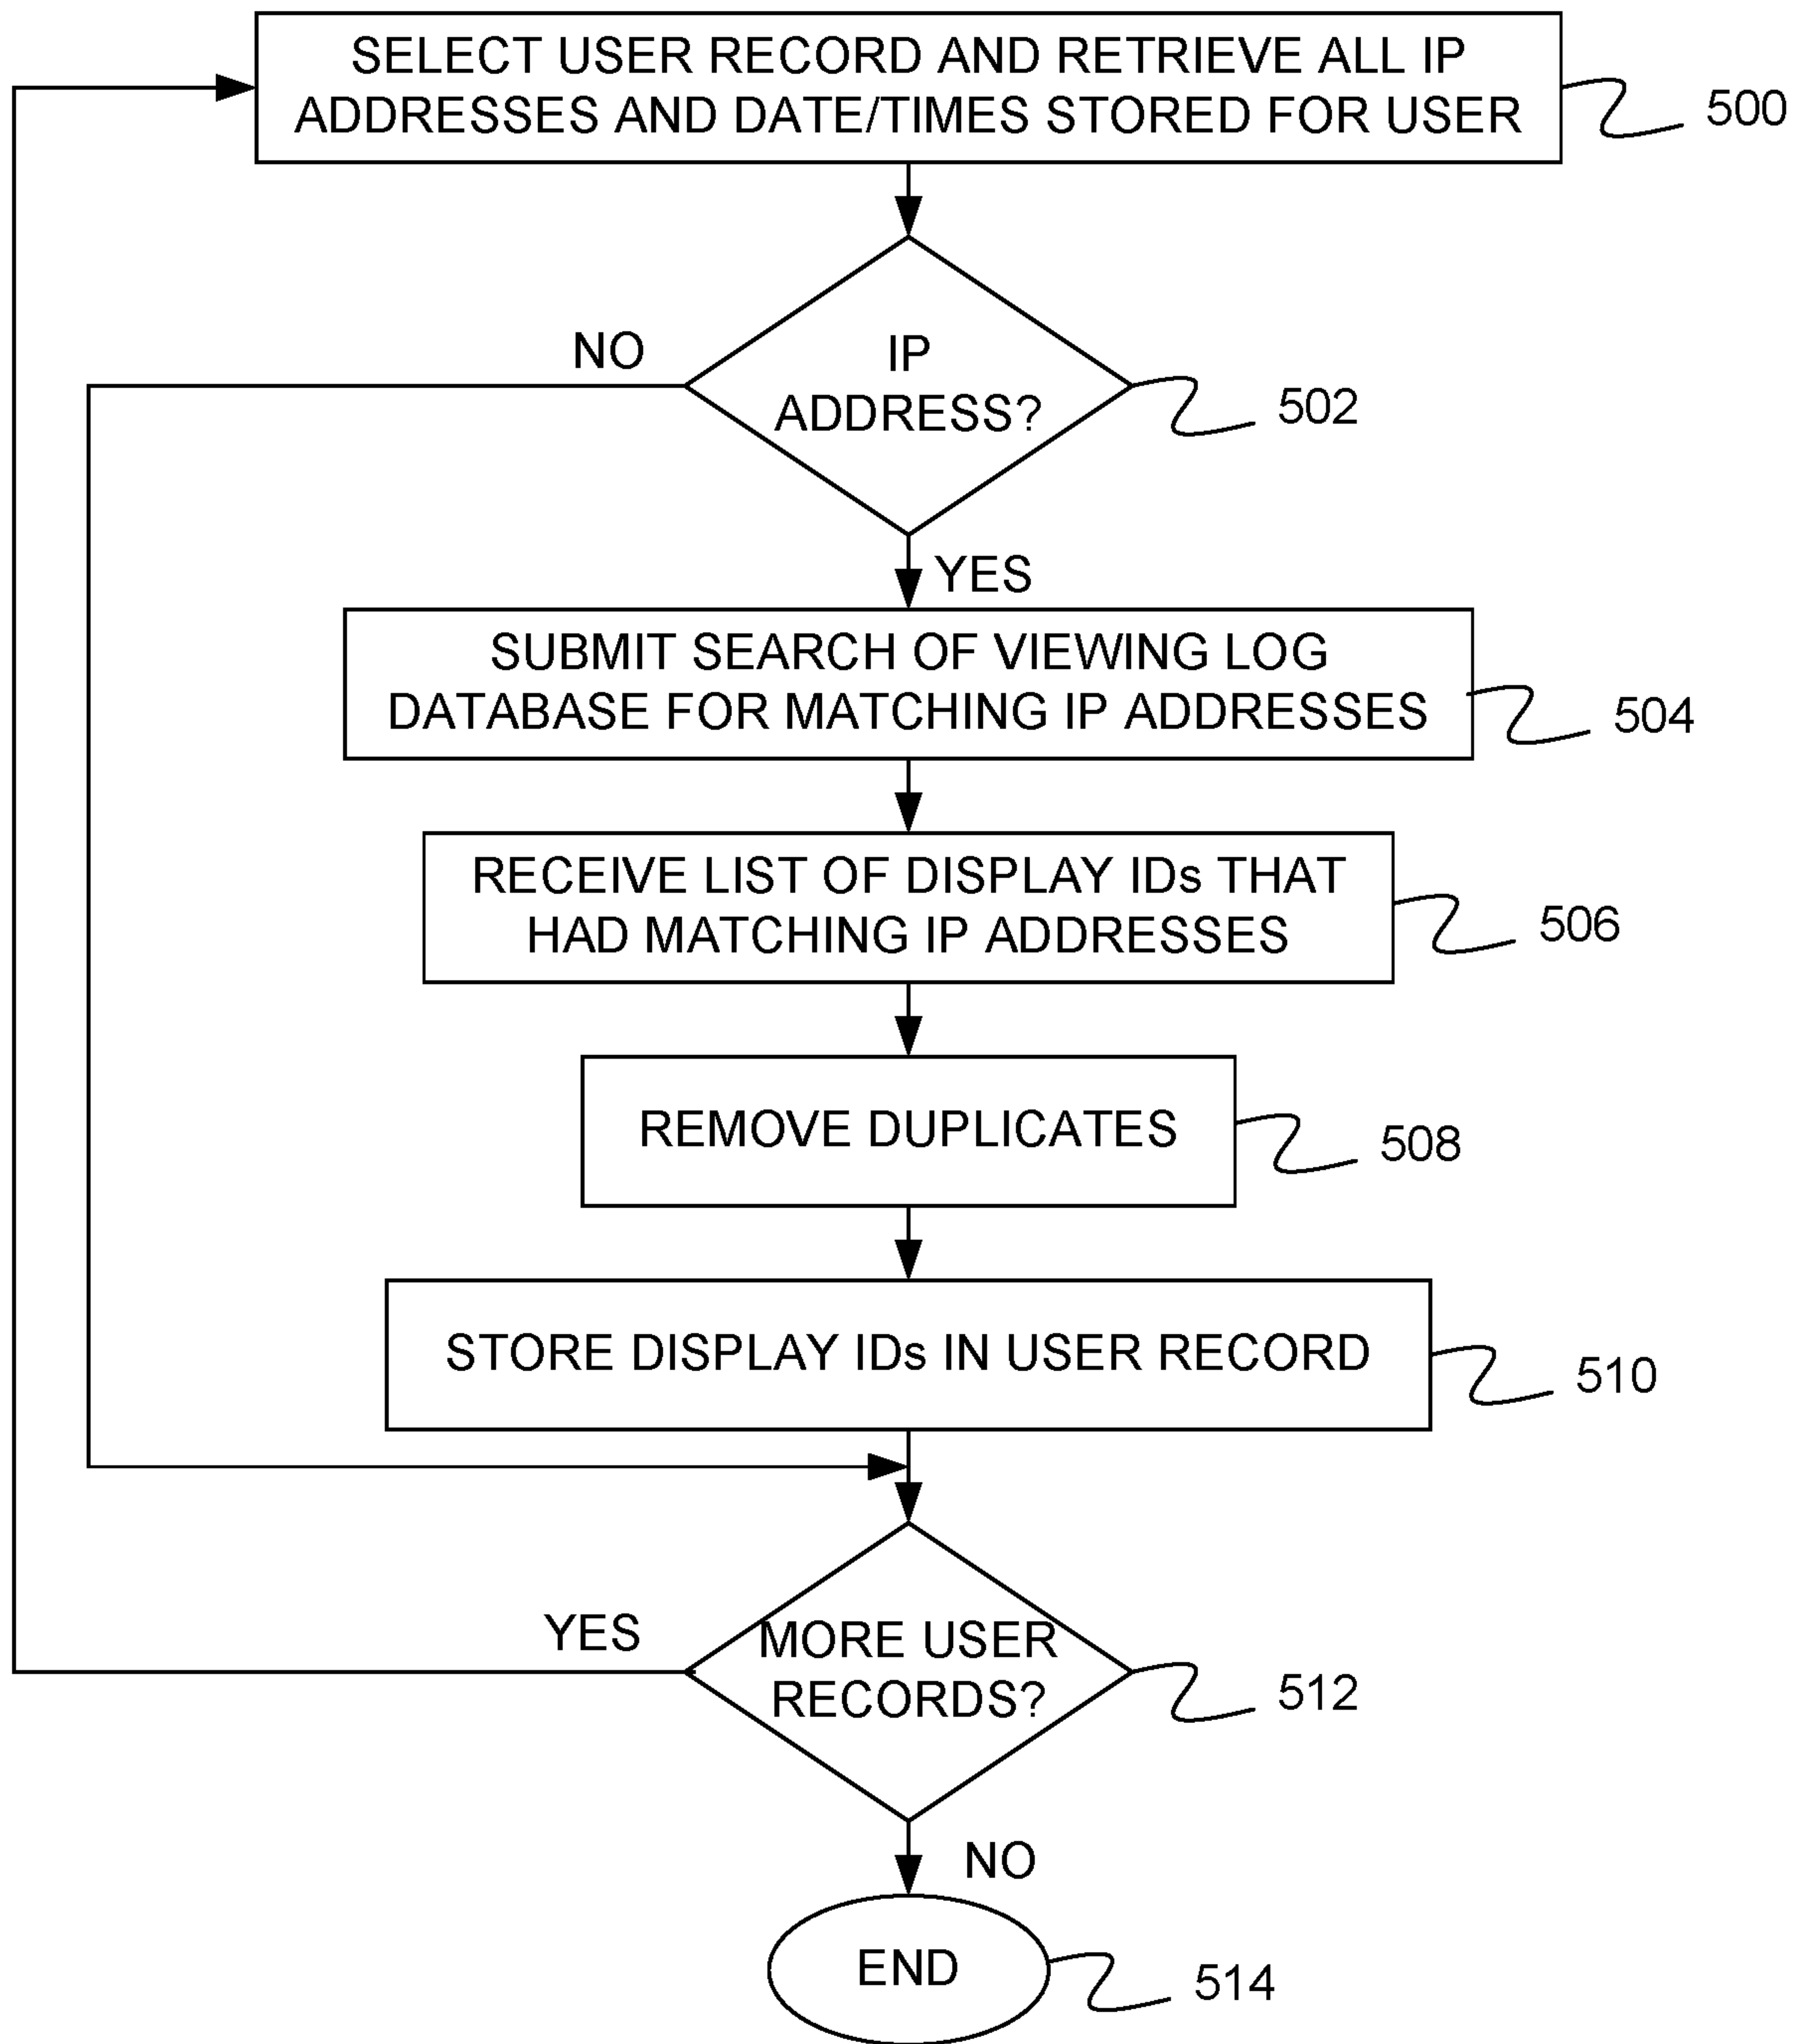 SELECT USER RECORD AND RETRIEVE ALL IP
ADDRESSES AND DATE/TIMES STORED FOR USER
500
NO
IP
ADDRESS?
502
YES
SUBMIT SEARCH OF VIEWING LOG
DATABASE FOR MATCHING IP ADDRESSES
504
RECEIVE LIST OF DISPLAY IDs THAT
HAD MATCHING IP ADDRESSES
506
REMOVE DUPLICATES
508
STORE DISPLAY IDs IN USER RECORD
510
YES
MORE USER
RECORDS?
512
NO
END
514